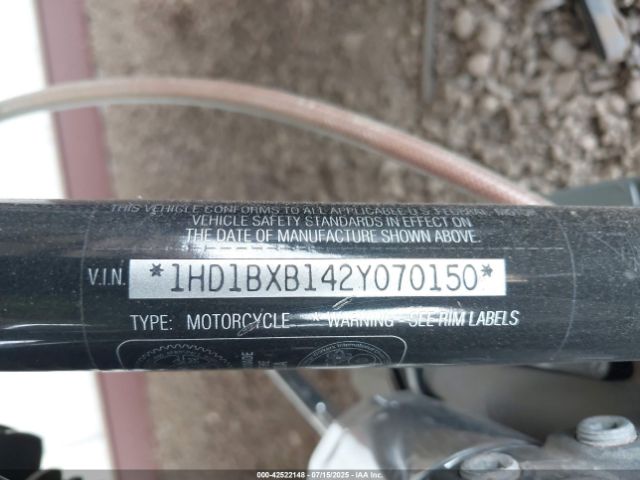 THIS VEHICLE CONFORMS TO ALL APPLICABLE U.S. FEDERAL MOTOR
VEHICLE SAFETY STANDARDS IN EFFECT ON
THE DATE OF MANUFACTURE SHOWN ABOVE.
V.I.N. *1HD1BXB142Y070150*
TYPE: MOTORCYCLE - * WARNING - SEE RIM LABELS
000-42522148 - 07/15/2025 - IAA Inc.